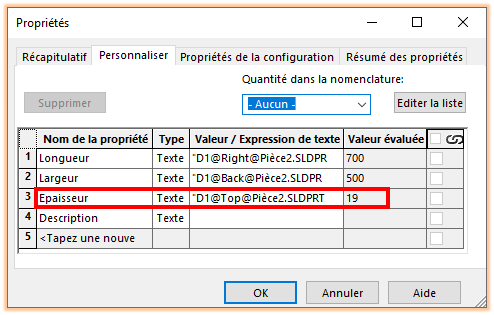 Propriétés
Récapitulatif Personnaliser Propriétés de la configuration Résumé des propriétés
Quantité dans la nomenclature:
Supprimer - Aucun - Editer la liste
Nom de la propriété Type Valeur / Expression de texte Valeur évaluée
1 Longueur Texte "D1@Right@Pièce2.SLDPR 700
2 Largeur Texte "D1@Back@Pièce2.SLDPR 500
3 Epaisseur Texte "D1@Top@Pièce2.SLDPRT 19
4 Description Texte
5 <Tapez une nouve
OK Annuler Aide